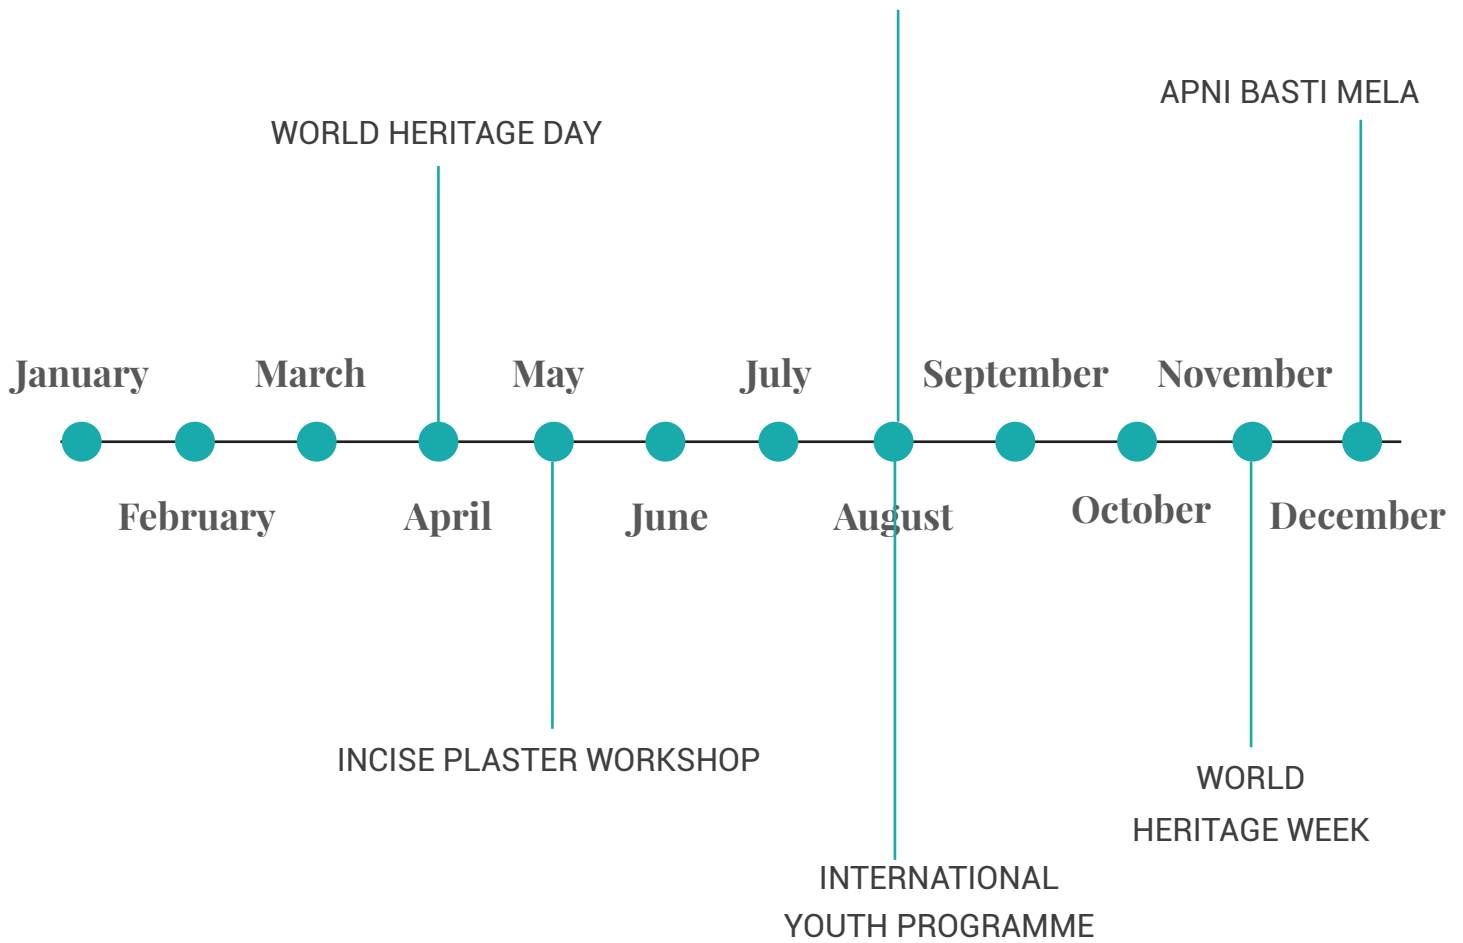 APNI BASTI MELA
WORLD HERITAGE DAY
January
March
May
July
September
November
February
April
June
August
October
December
INCISE PLASTER WORKSHOP
WORLD
HERITAGE WEEK
INTERNATIONAL
YOUTH PROGRAMME